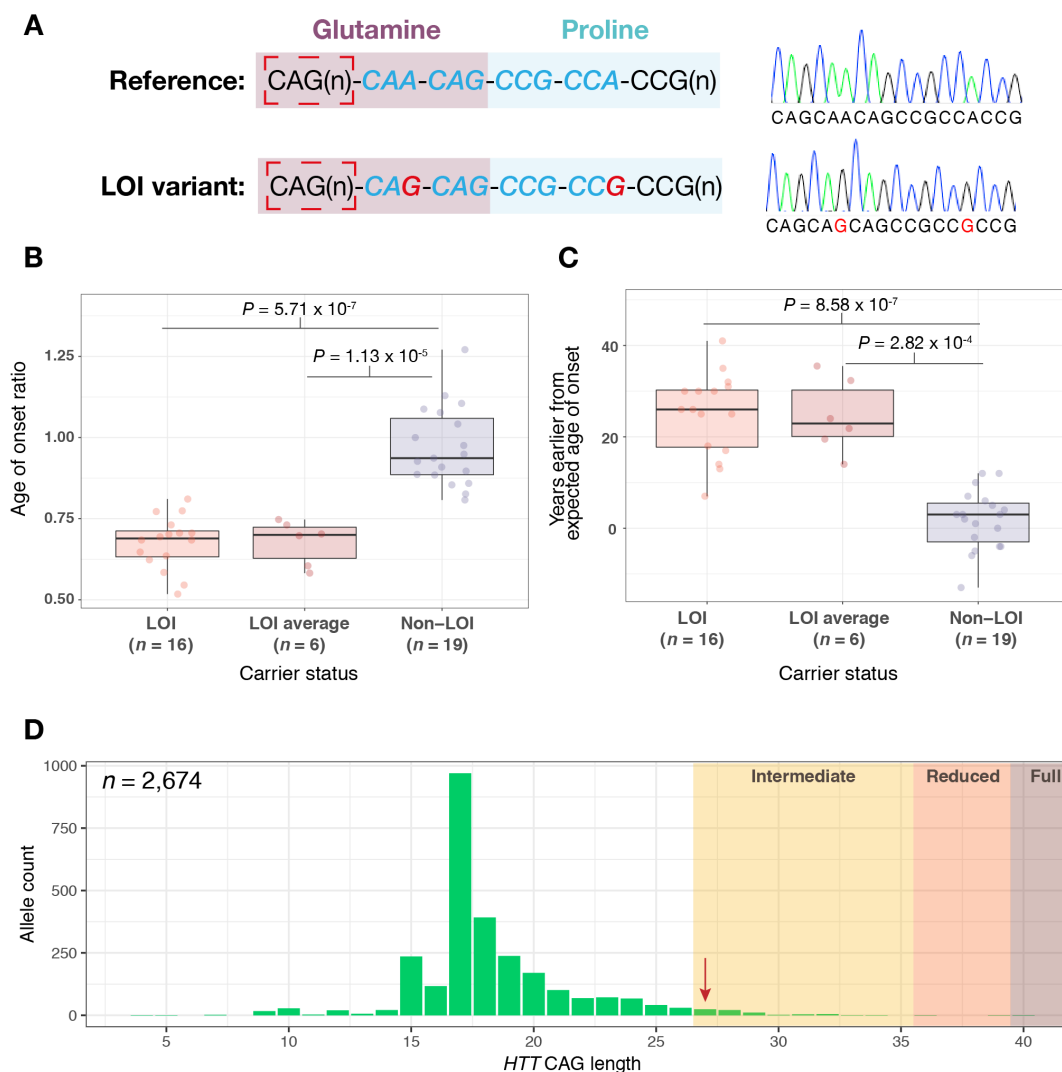 A
Glutamine Proline
Reference: CAG(n)-CAA-CAG-CCG-CCA-CCG(n)
CAGCAACAGCCGCCACCG
LOI variant: CAG(n)-CAG-CAG-CCG-CCG-CCG(n)
CAGCAGCAGCCGCCGCCG
B
P = 5.71 x 10-7
P = 1.13 x 10-5
Age of onset ratio
1.25
1.00
0.75
0.50
LOI LOI average Non–LOI
(n = 16) (n = 6) (n = 19)
Carrier status
C
P = 8.58 x 10-7
P = 2.82 x 10-4
Years earlier from
expected age of onset
40
20
0
LOI LOI average Non–LOI
(n = 16) (n = 6) (n = 19)
Carrier status
D
n = 2,674
Intermediate Reduced Full
Allele count
1000
750
500
250
0
5 10 15 20 25 30 35 40
HTT CAG length